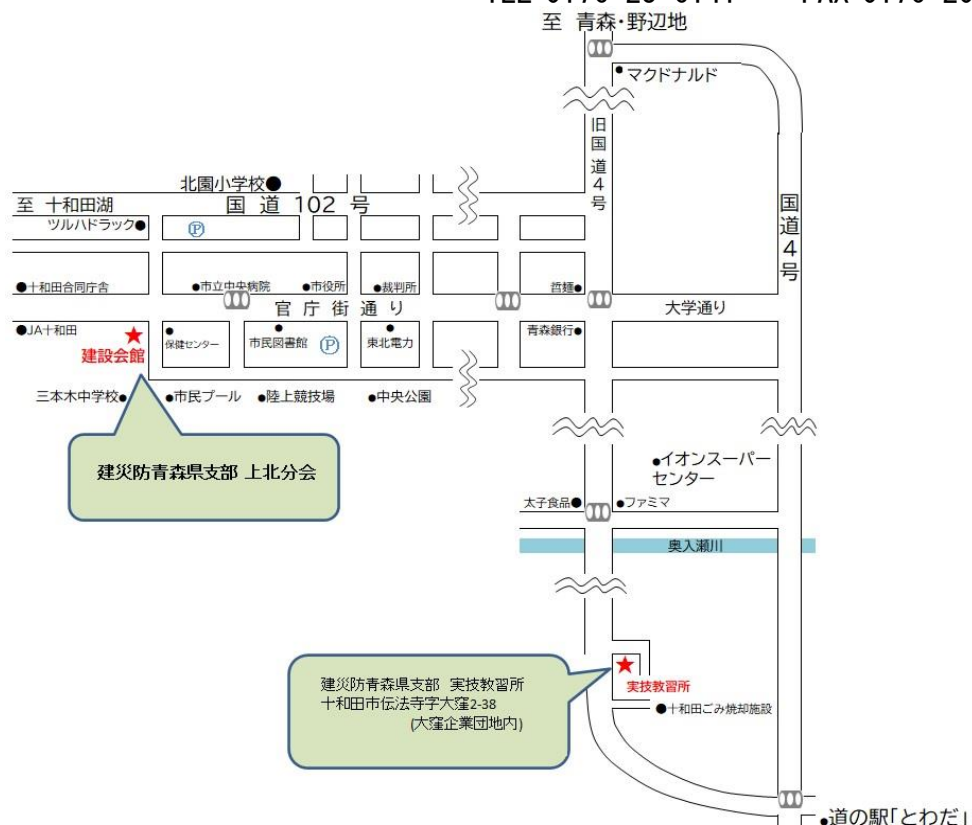 至 青森・野辺地
マクドナルド
旧国道4号
北園小学校
至 十和田湖
国道102号
国道4号
ツルハドラック
Ⓟ
十和田合同庁舎
市立中央病院
市役所
裁判所
哲麺
官庁街通り
大学通り
JA十和田
建設会館
保健センター
市民図書館
Ⓟ
東北電力
青森銀行
三本木中学校
市民プール
陸上競技場
中央公園
建災防青森県支部 上北分会
イオンスーパー
センター
太子食品
ファミマ
奥入瀬川
建災防青森県支部 実技教習所
十和田市伝法寺字大窪2-38
(大窪企業団地内)
実技教習所
十和田ごみ焼却施設
道の駅「とわだ」